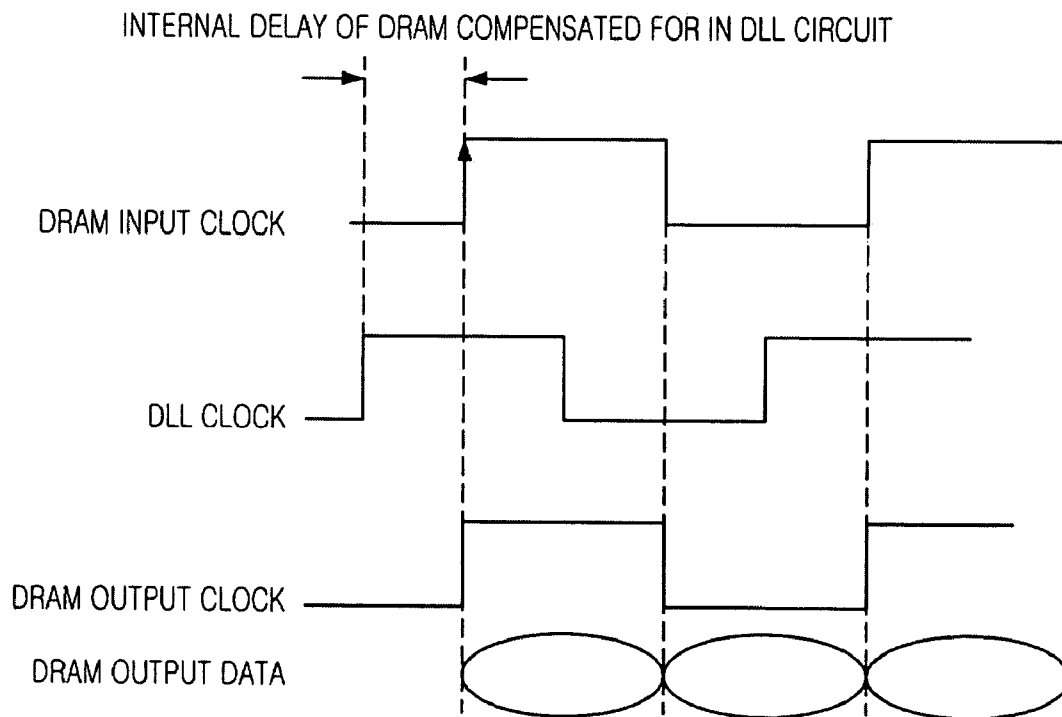 INTERNAL DELAY OF DRAM COMPENSATED FOR IN DLL CIRCUIT
DRAM INPUT CLOCK
DLL CLOCK
DRAM OUTPUT CLOCK
DRAM OUTPUT DATA